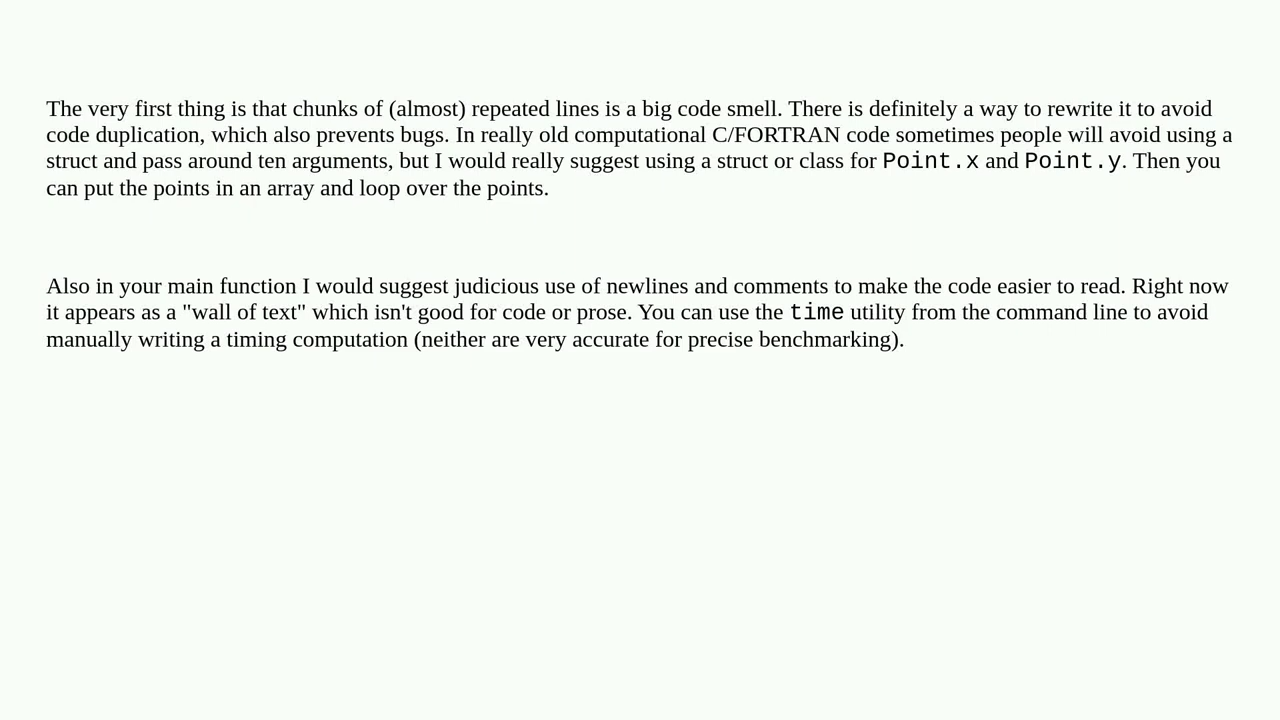 The very first thing is that chunks of (almost) repeated lines is a big code smell. There is definitely a way to rewrite it to avoid
code duplication, which also prevents bugs. In really old computational C/FORTRAN code sometimes people will avoid using a
struct and pass around ten arguments, but I would really suggest using a struct or class for Point.x and Point.y. Then you
can put the points in an array and loop over the points.
Also in your main function I would suggest judicious use of newlines and comments to make the code easier to read. Right now
it appears as a "wall of text" which isn't good for code or prose. You can use the time utility from the command line to avoid
manually writing a timing computation (neither are very accurate for precise benchmarking).